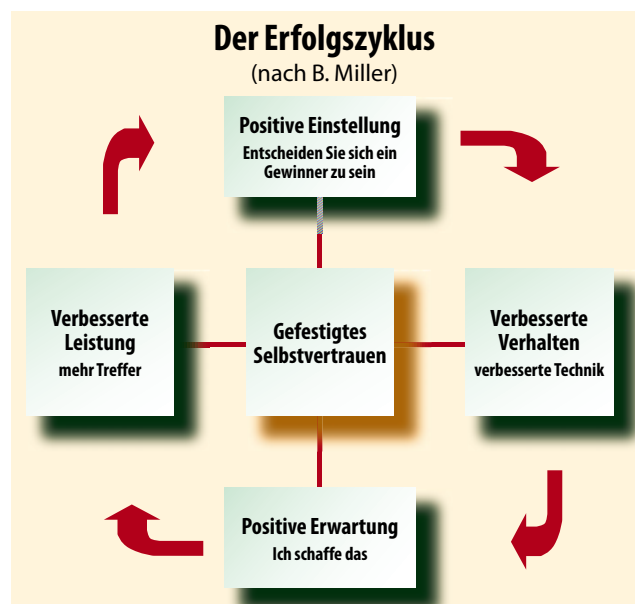 Der Erfolgszyklus
(nach B. Miller)
Positive Einstellung
Entscheiden Sie sich ein
Gewinner zu sein
Verbesserte
Leistung
mehr Treffer
Gefestigtes
Selbstvertrauen
Verbesserte
Verhalten
verbesserte Technik
Positive Erwartung
Ich schaffe das